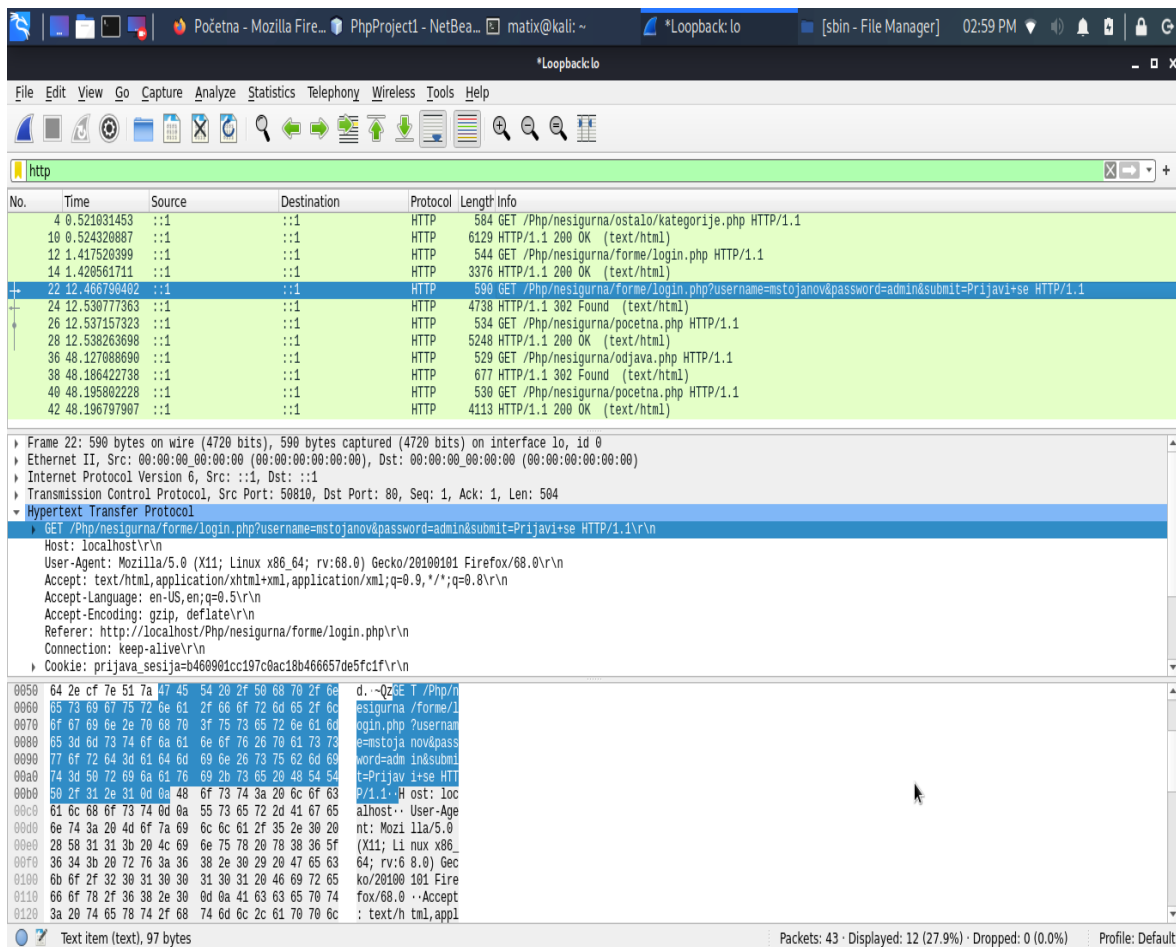 Početna - Mozilla Fire... PhpProject1 - NetBea... matix@kali: ~ *Loopback: lo [sbin - File Manager] 02:59 PM
*Loopback: lo
File Edit View Go Capture Analyze Statistics Telephony Wireless Tools Help
http
No. Time Source Destination Protocol Length Info
4 0.521031453 ::1 ::1 HTTP 584 GET /Php/nesigurna/ostalo/kategorije.php HTTP/1.1
10 0.524320887 ::1 ::1 HTTP 6129 HTTP/1.1 200 OK (text/html)
12 1.417520399 ::1 ::1 HTTP 544 GET /Php/nesigurna/forme/login.php HTTP/1.1
14 1.420561711 ::1 ::1 HTTP 3376 HTTP/1.1 200 OK (text/html)
22 12.466790402 ::1 ::1 HTTP 590 GET /Php/nesigurna/forme/login.php?username=mstojanov&password=admin&submit=Prijavi+se HTTP/1.1
24 12.530777363 ::1 ::1 HTTP 4738 HTTP/1.1 302 Found (text/html)
26 12.537157323 ::1 ::1 HTTP 534 GET /Php/nesigurna/pocetna.php HTTP/1.1
28 12.538263698 ::1 ::1 HTTP 5248 HTTP/1.1 200 OK (text/html)
36 48.127088690 ::1 ::1 HTTP 529 GET /Php/nesigurna/odjava.php HTTP/1.1
38 48.186422738 ::1 ::1 HTTP 677 HTTP/1.1 302 Found (text/html)
40 48.195802228 ::1 ::1 HTTP 530 GET /Php/nesigurna/pocetna.php HTTP/1.1
42 48.196797907 ::1 ::1 HTTP 4113 HTTP/1.1 200 OK (text/html)
Frame 22: 590 bytes on wire (4720 bits), 590 bytes captured (4720 bits) on interface lo, id 0
Ethernet II, Src: 00:00:00_00:00:00 (00:00:00:00:00:00), Dst: 00:00:00_00:00:00 (00:00:00:00:00:00)
Internet Protocol Version 6, Src: ::1, Dst: ::1
Transmission Control Protocol, Src Port: 50810, Dst Port: 80, Seq: 1, Ack: 1, Len: 504
Hypertext Transfer Protocol
GET /Php/nesigurna/forme/login.php?username=mstojanov&password=admin&submit=Prijavi+se HTTP/1.1\r\n
Host: localhost\r\n
User-Agent: Mozilla/5.0 (X11; Linux x86_64; rv:68.0) Gecko/20100101 Firefox/68.0\r\n
Accept: text/html,application/xhtml+xml,application/xml;q=0.9,*/*;q=0.8\r\n
Accept-Language: en-US,en;q=0.5\r\n
Accept-Encoding: gzip, deflate\r\n
Referer: http://localhost/Php/nesigurna/forme/login.php\r\n
Connection: keep-alive\r\n
Cookie: prijava_sesija=b460901cc197c0ac18b466657de5fc1f\r\n
0050 64 2e cf 7e 51 7a 47 45 54 20 2f 50 68 70 2f 6e d.·~QzGE T /Php/n
0060 65 73 69 67 75 72 6e 61 2f 66 6f 72 6d 65 2f 6c esigurna /forme/l
0070 6f 67 69 6e 2e 70 68 70 3f 75 73 65 72 6e 61 6d ogin.php ?usernam
0080 65 3d 6d 73 74 6f 6a 61 6e 6f 76 26 70 61 73 73 e=mstoja nov&pass
0090 77 6f 72 64 3d 61 64 6d 69 6e 26 73 75 62 6d 69 word=adm in&submi
00a0 74 3d 50 72 69 6a 61 76 69 2b 73 65 20 48 54 54 t=Prijav i+se HTT
00b0 50 2f 31 2e 31 0d 0a 48 6f 73 74 3a 20 6c 6f 63 P/1.1··H ost: loc
00c0 61 6c 68 6f 73 74 0d 0a 55 73 65 72 2d 41 67 65 alhost·· User-Age
00d0 6e 74 3a 20 4d 6f 7a 69 6c 6c 61 2f 35 2e 30 20 nt: Mozi lla/5.0
00e0 28 58 31 31 3b 20 4c 69 6e 75 78 20 78 38 36 5f (X11; Li nux x86_
00f0 36 34 3b 20 72 76 3a 36 38 2e 30 29 20 47 65 63 64; rv:6 8.0) Gec
0100 6b 6f 2f 32 30 31 30 30 31 30 31 20 46 69 72 65 ko/20100 101 Fire
0110 66 6f 78 2f 36 38 2e 30 0d 0a 41 63 63 65 70 74 fox/68.0 ··Accept
0120 3a 20 74 65 78 74 2f 68 74 6d 6c 2c 61 70 70 6c : text/h tml,appl
Text item (text), 97 bytes Packets: 43 · Displayed: 12 (27.9%) · Dropped: 0 (0.0%) Profile: Default